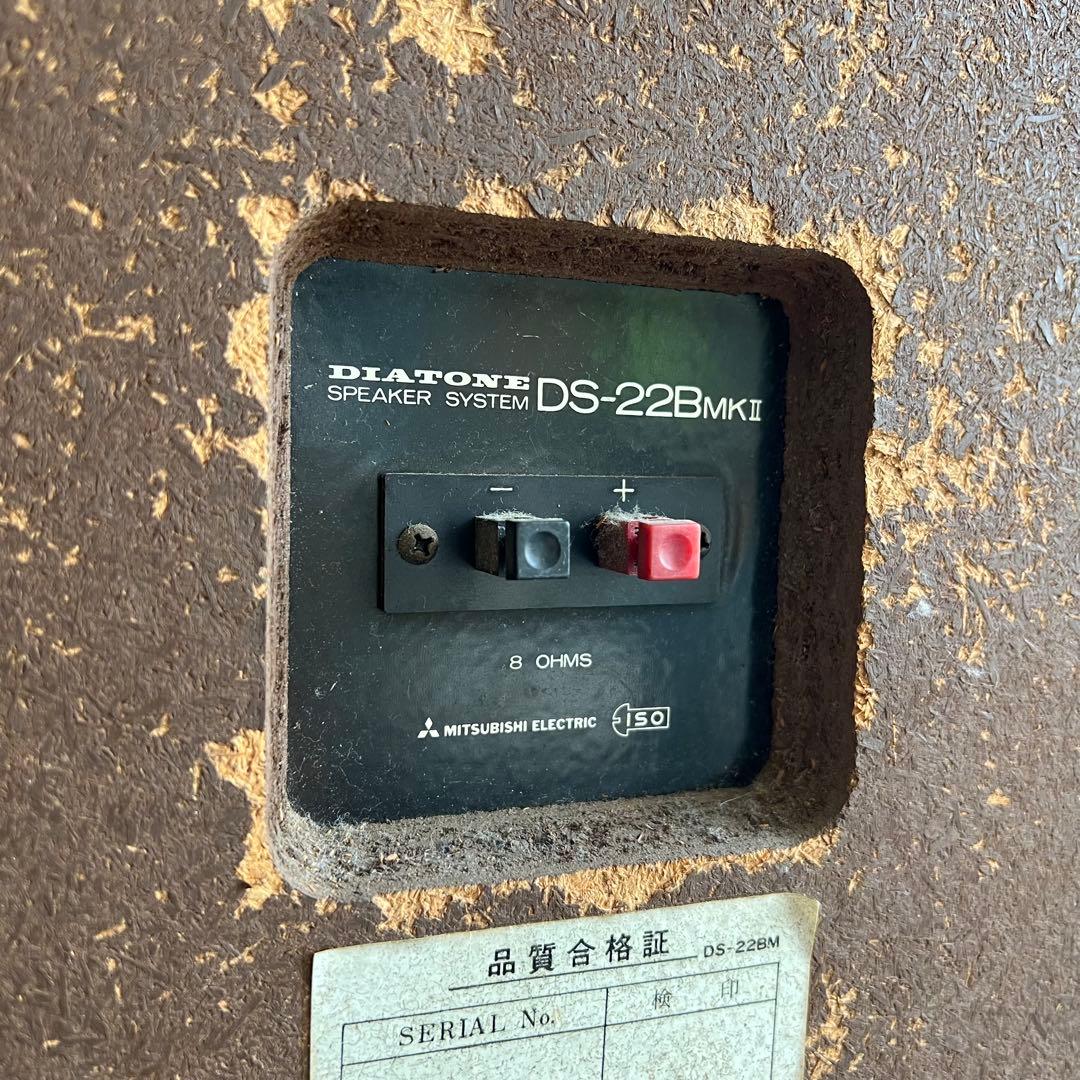 DIATONE
SPEAKER SYSTEM DS-22BMKII
− +
8 OHMS
MITSUBISHI ELECTRIC ISO
品質合格証 DS-22BM
SERIAL No. 検 印